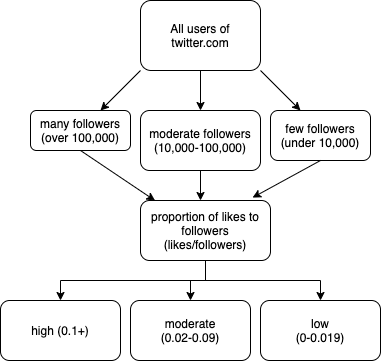 All users of
twitter.com
many followers
(over 100,000)
moderate followers
(10,000-100,000)
few followers
(under 10,000)
proportion of likes to
followers
(likes/followers)
high (0.1+)
moderate
(0.02-0.09)
low
(0-0.019)